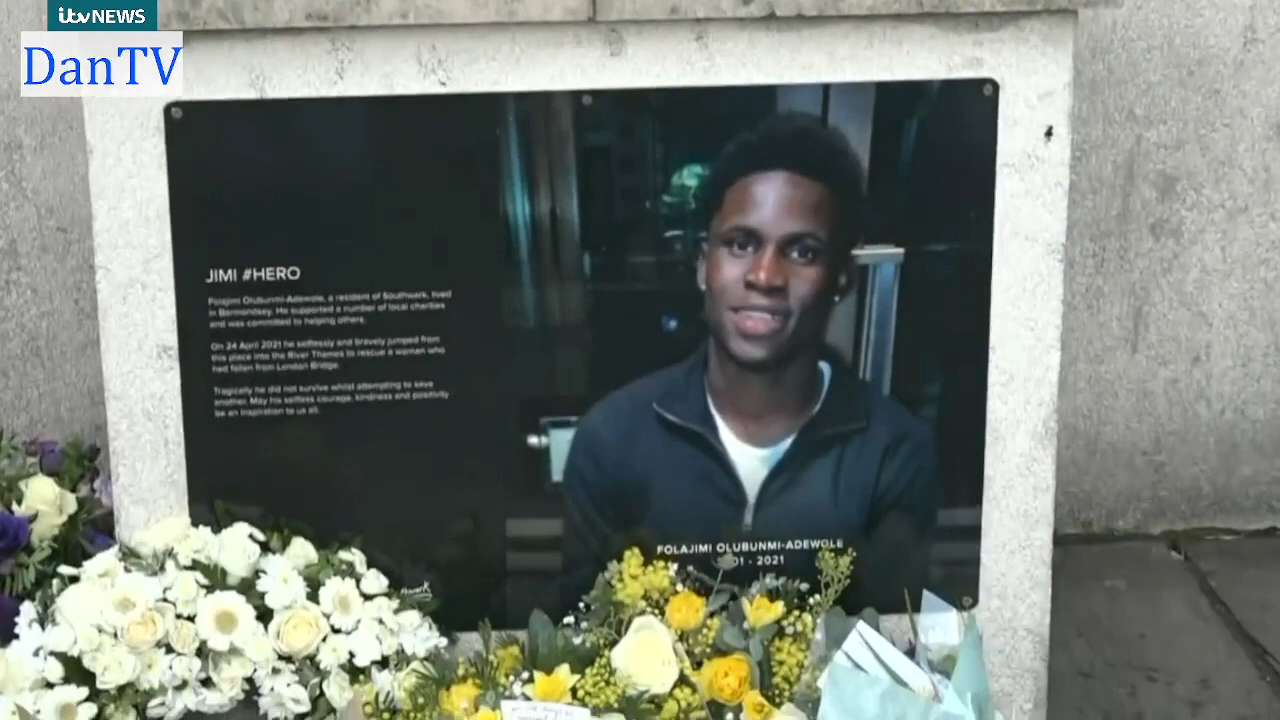 itv NEWS
DanTV
JIMI #HERO
Folajimi Olubunmi-Adewole, a resident of Southwark, lived
in Bermondsey. He supported a number of local charities
and was committed to helping others.
On 24 April 2021 he selflessly and bravely jumped from
this place into the River Thames to rescue a woman who
had fallen from London Bridge.
Tragically he did not survive whilst attempting to save
another. May his selfless courage, kindness and positivity
be an inspiration to us all.
FOLAJIMI OLUBUNMI-ADEWOLE
01 - 2021